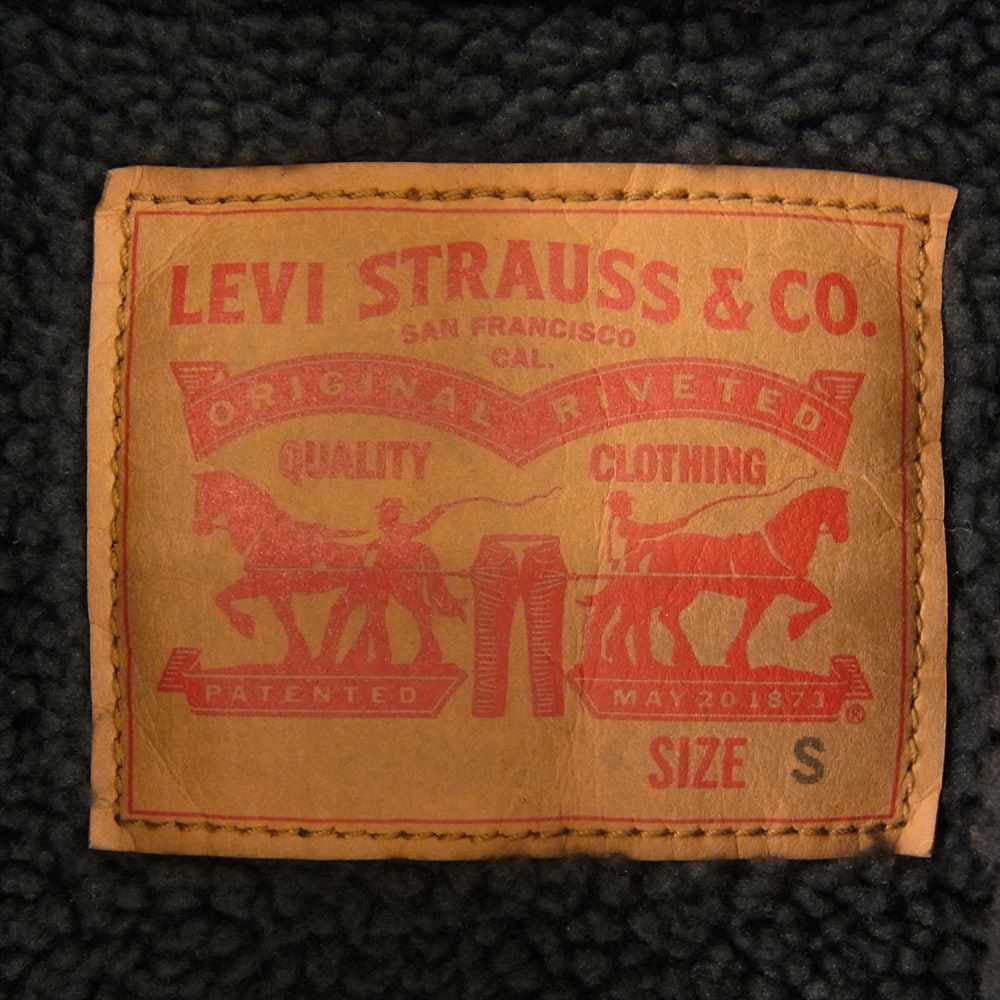 LEVI STRAUSS & CO.
SAN FRANCISCO
CAL.
ORIGINAL RIVETED
QUALITY CLOTHING
PATENTED MAY 20 1873 ®
SIZE S